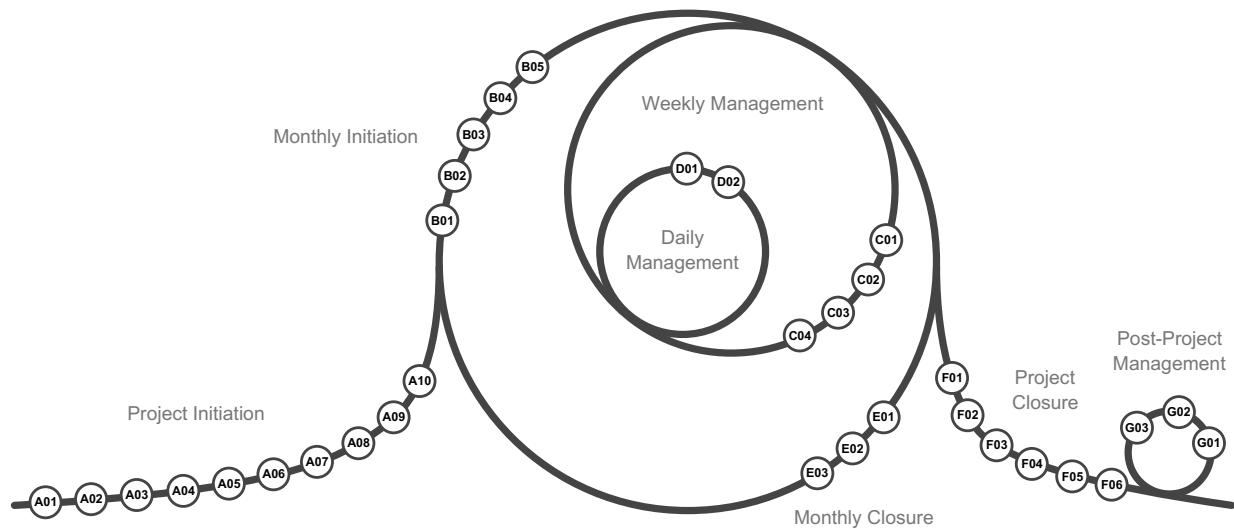 Project Initiation
A01
A02
A03
A04
A05
A06
A07
A08
A09
A10
Monthly Initiation
B01
B02
B03
B04
B05
Weekly Management
C01
C02
C03
C04
Daily
Management
D01
D02
Monthly Closure
E01
E02
E03
Project
Closure
F01
F02
F03
F04
F05
F06
Post-Project
Management
G01
G02
G03